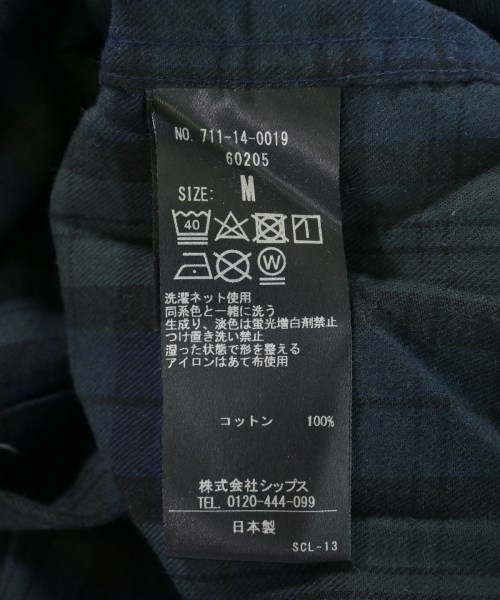 NO. 711-14-0019
60205
SIZE: M
40
W
洗濯ネット使用
同系色と一緒に洗う
生成り、淡色は蛍光増白剤禁止
つけ置き洗い禁止
湿った状態で形を整える
アイロンはあて布使用
コットン 100%
株式会社シップス
TEL. 0120-444-099
日本製
SCL-13